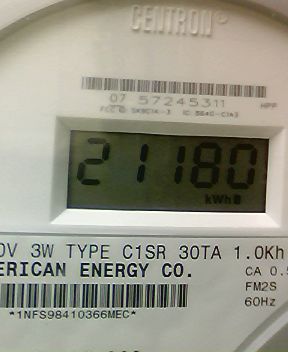 CENTRON®
07 57245311
HPP
21180
kWh
0V 3W TYPE C1SR 30TA 1.0Kh
ERICAN ENERGY CO.
CA 0.5
FM2S
60Hz
*1NFS98410366MEC*